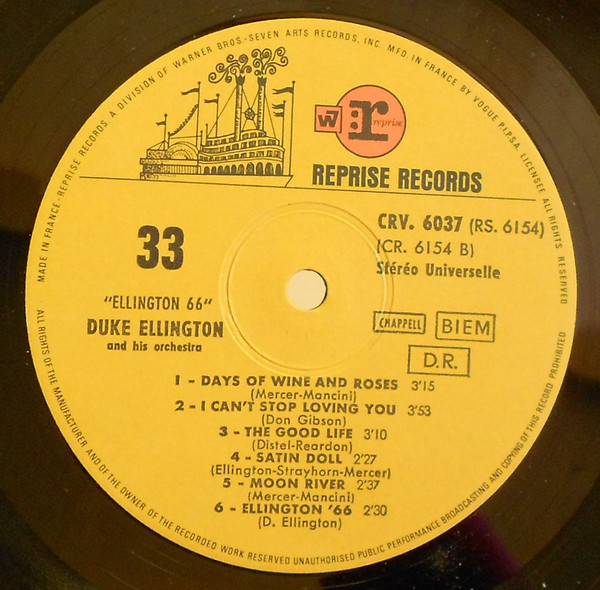 MADE IN FRANCE - REPRISE RECORDS, A DIVISION OF WARNER BROS.-SEVEN ARTS RECORDS, INC. MFD. IN FRANCE BY VOGUE P.I.P.S.A. LICENSEE ALL RIGHTS RESERVED
W7
r
reprise
REPRISE RECORDS
33
CRV. 6037 (RS. 6154)
(CR. 6154 B)
Stéréo Universelle
"ELLINGTON 66"
DUKE ELLINGTON
and his orchestra
CHAPPELL
BIEM
D.R.
1 - DAYS OF WINE AND ROSES 3'15
(Mercer-Mancini)
2 - I CAN'T STOP LOVING YOU 3'53
(Don Gibson)
3 - THE GOOD LIFE 3'10
(Distel-Reardon)
4 - SATIN DOLL 2'27
(Ellington-Strayhorn-Mercer)
5 - MOON RIVER 2'37
(Mercer-Mancini)
6 - ELLINGTON '66 2'30
(D. Ellington)
ALL RIGHTS OF THE MANUFACTURER AND OF THE OWNER OF THE RECORDED WORK RESERVED UNAUTHORISED PUBLIC PERFORMANCE BROADCASTING AND COPYING OF THIS RECORD PROHIBITED